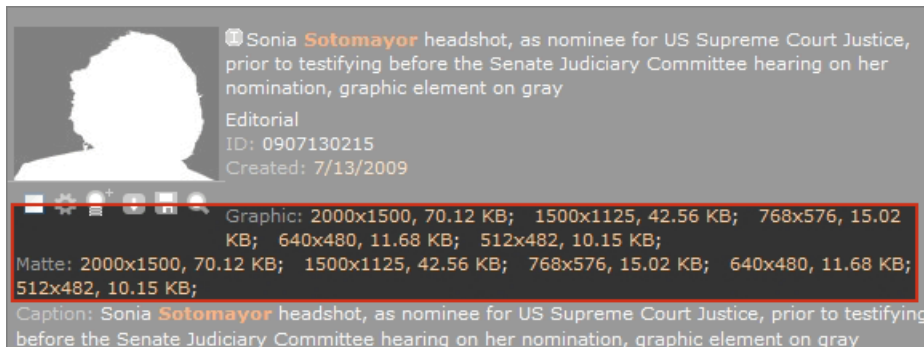 Sonia Sotomayor headshot, as nominee for US Supreme Court Justice,
prior to testifying before the Senate Judiciary Committee hearing on her
nomination, graphic element on gray
Editorial
ID: 0907130215
Created: 7/13/2009
Graphic: 2000x1500, 70.12 KB; 1500x1125, 42.56 KB; 768x576, 15.02
KB; 640x480, 11.68 KB; 512x482, 10.15 KB;
Matte: 2000x1500, 70.12 KB; 1500x1125, 42.56 KB; 768x576, 15.02 KB; 640x480, 11.68 KB;
512x482, 10.15 KB;
Caption: Sonia Sotomayor headshot, as nominee for US Supreme Court Justice, prior to testifying
before the Senate Judiciary Committee hearing on her nomination, graphic element on gray